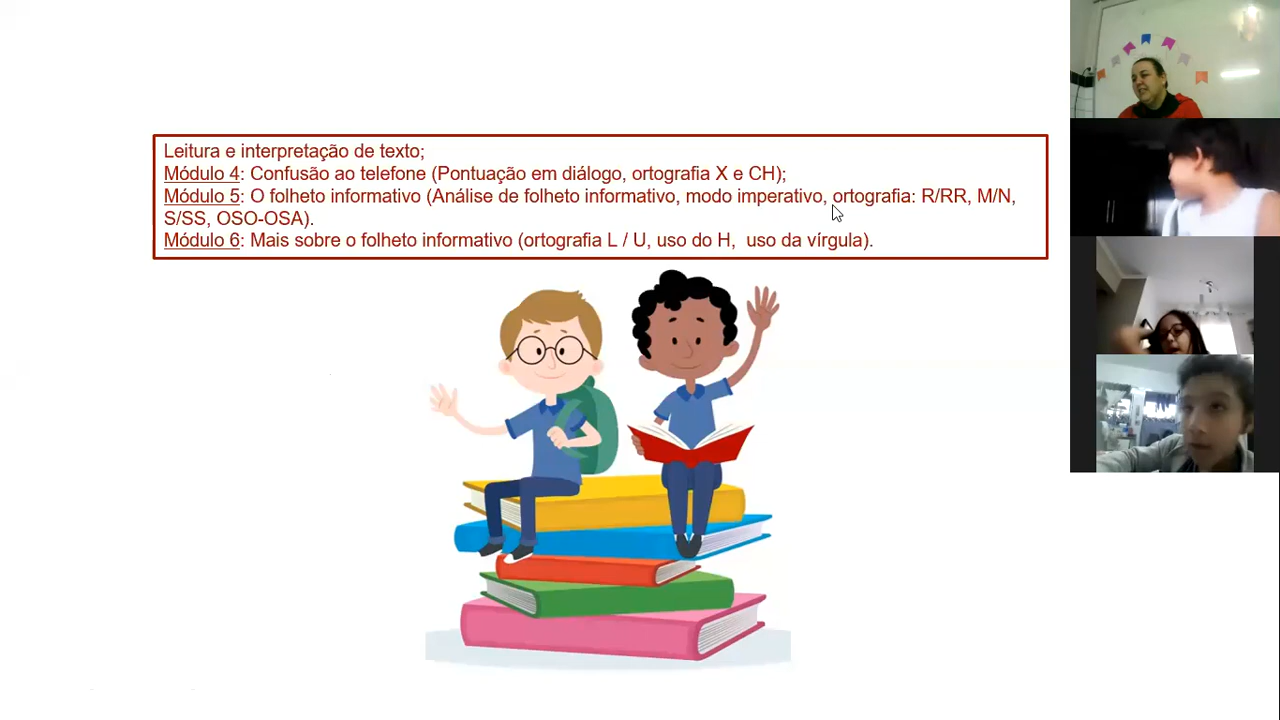 Leitura e interpretação de texto;
Módulo 4: Confusão ao telefone (Pontuação em diálogo, ortografia X e CH);
Módulo 5: O folheto informativo (Análise de folheto informativo, modo imperativo, ortografia: R/RR, M/N,
S/SS, OSO-OSA).
Módulo 6: Mais sobre o folheto informativo (ortografia L / U, uso do H,  uso da vírgula).